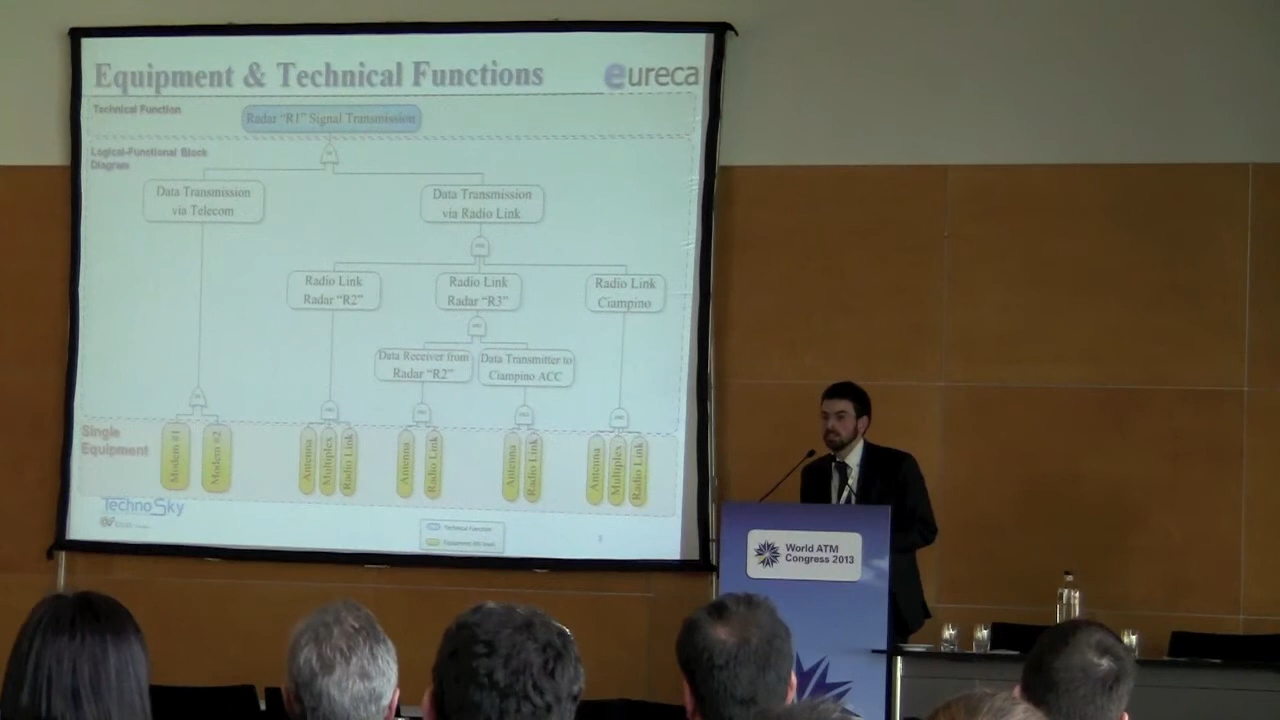 Equipment & Technical Functions
eureca
Technical Function
Radar "R1" Signal Transmission
Logical-Functional Block
Diagram
Data Transmission
via Telecom
Data Transmission
via Radio Link
Radio Link
Radar "R2"
Radio Link
Radar "R3"
Radio Link
Ciampino
Data Receiver from
Radar "R2"
Data Transmitter to
Ciampino ACC
Single
Equipment
Modem #1
Modem #2
Antenna
Multiplex
Radio Link
Antenna
Radio Link
Antenna
Radio Link
Antenna
Multiplex
Radio Link
TechnoSky
Technical Function
World ATM
Congress 2013